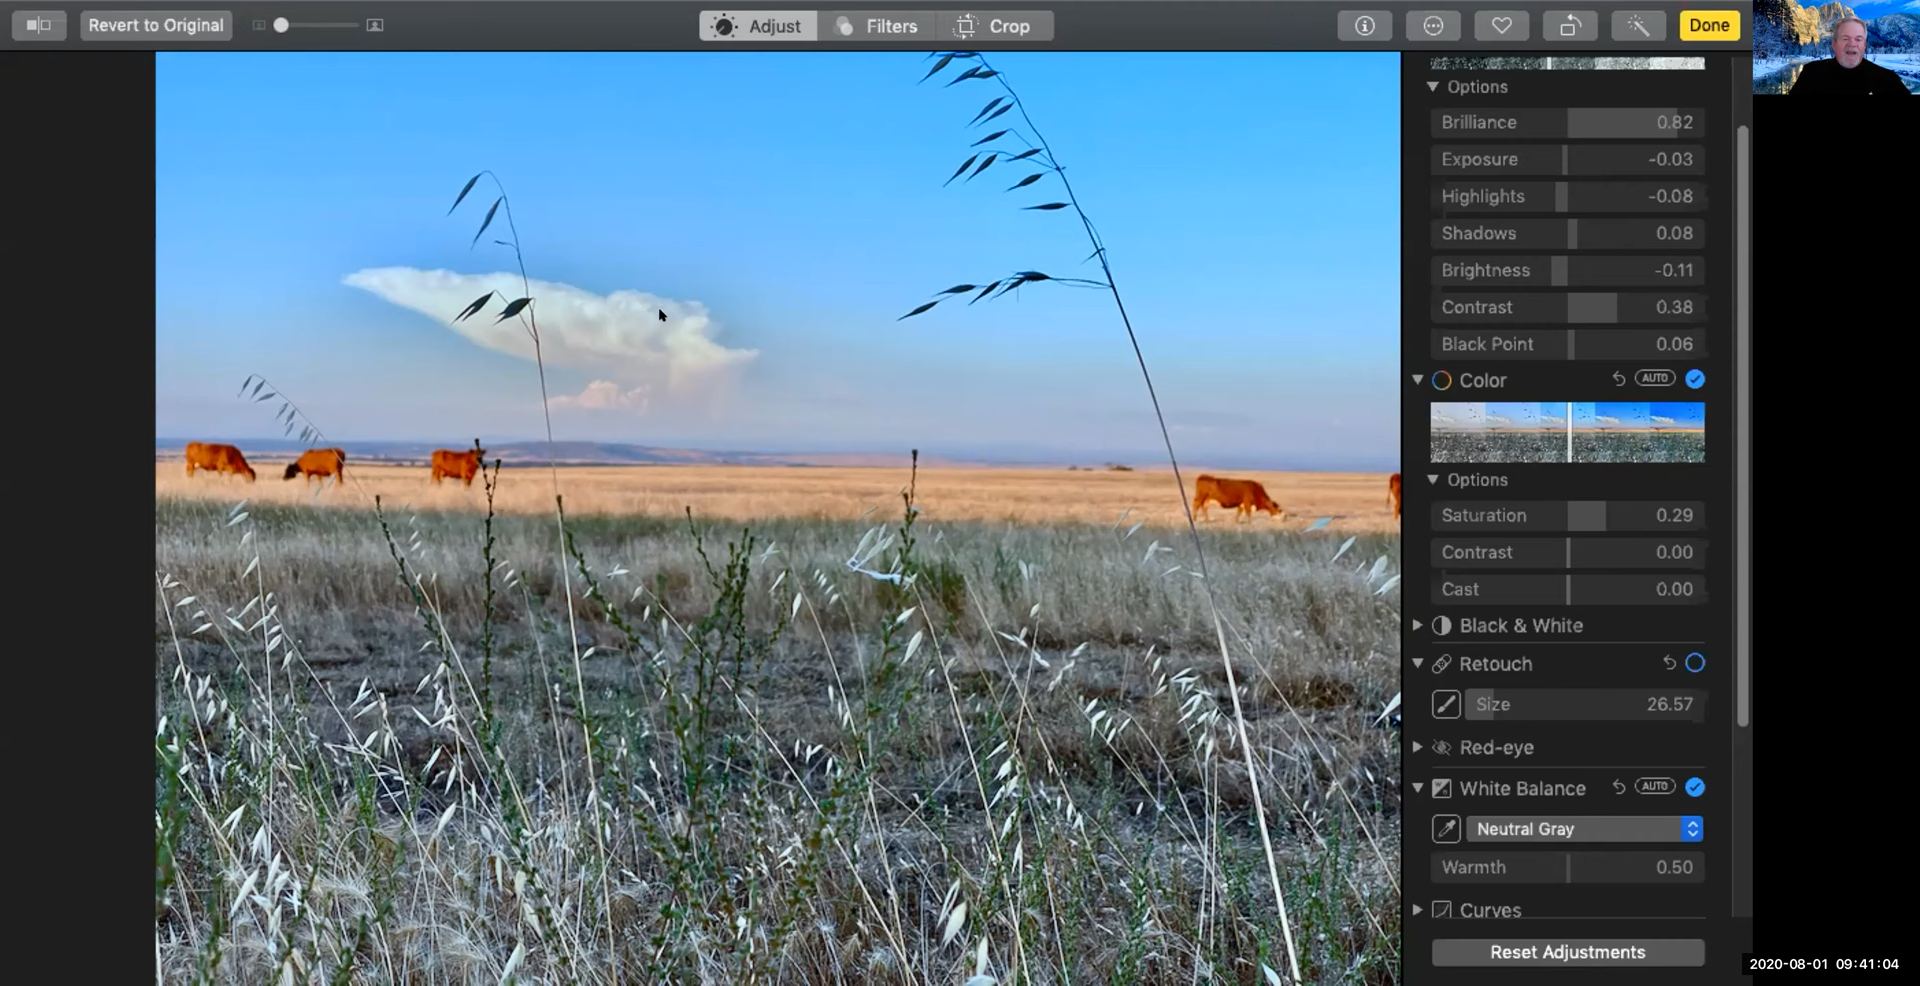 Revert to Original
Adjust
Filters
Crop
Done
Options
Brilliance 0.82
Exposure -0.03
Highlights -0.08
Shadows 0.08
Brightness -0.11
Contrast 0.38
Black Point 0.06
Color AUTO
Options
Saturation 0.29
Contrast 0.00
Cast 0.00
Black & White
Retouch
Size 26.57
Red-eye
White Balance AUTO
Neutral Gray
Warmth 0.50
Curves
Reset Adjustments
2020-08-01 09:41:04